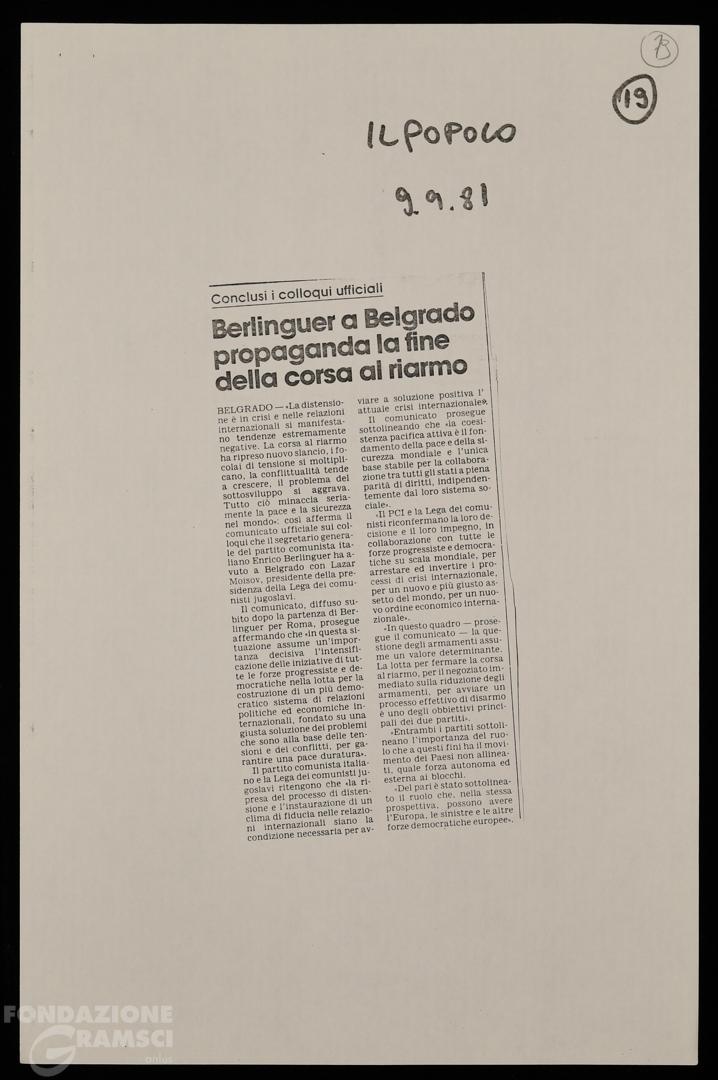 B
19
IL POPOLO
9.9.81
Conclusi i colloqui ufficiali
Berlinguer a Belgrado
propaganda la fine
della corsa al riarmo
BELGRADO — «La distensio-
ne è in crisi e nelle relazioni
internazionali si manifesta-
no tendenze estremamente
negative. La corsa al riarmo
ha ripreso nuovo slancio, i fo-
colai di tensione si moltipli-
cano, la conflittualità tende
a crescere, il problema del
sottosviluppo si aggrava.
Tutto ciò minaccia seria-
mente la pace e la sicurezza
nel mondo»: così afferma il
comunicato ufficiale sui col-
loqui che il segretario genera-
le del partito comunista ita-
liano Enrico Berlinguer ha a-
vuto a Belgrado con Lazar
Moisov, presidente della pre-
sidenza della Lega dei comu-
nisti jugoslavi.
Il comunicato, diffuso su-
bito dopo la partenza di Ber-
linguer per Roma, prosegue
affermando che «in questa si-
tuazione assume un'impor-
tanza decisiva l'intensifi-
cazione delle iniziative di tut-
te le forze progressiste e de-
mocratiche nella lotta per la
costruzione di un più demo-
cratico sistema di relazioni
politiche ed economiche in-
ternazionali, fondato su una
giusta soluzione dei problemi
che sono alla base delle ten-
sioni e dei conflitti, per ga-
rantire una pace duratura».
Il partito comunista italia-
no e la Lega dei comunisti ju-
goslavi ritengono che «la ri-
presa del processo di disten-
sione e l'instaurazione di un
clima di fiducia nelle relazio-
ni internazionali siano la
condizione necessaria per av-
viare a soluzione positiva l'
attuale crisi internazionale».
Il comunicato prosegue
sottolineando che «la coesi-
stenza pacifica attiva è il fon-
damento della pace e della si-
curezza mondiale e l'unica
base stabile per la collabora-
zione tra tutti gli stati a piena
parità di diritti, indipenden-
temente dal loro sistema so-
ciale».
«Il PCI e la Lega dei comu-
nisti riconfermano la loro de-
cisione e il loro impegno, in
collaborazione con tutte le
forze progressiste e democra-
tiche su scala mondiale, per
arrestare ed invertire i pro-
cessi di crisi internazionale,
per un nuovo e più giusto as-
setto del mondo, per un nuo-
vo ordine economico interna-
zionale».
«In questo quadro — prose-
gue il comunicato — la que-
stione degli armamenti assu-
me un valore determinante.
La lotta per fermare la corsa
al riarmo, per il negoziato im-
mediato sulla riduzione degli
armamenti, per avviare un
processo effettivo di disarmo
è uno degli obbiettivi princi-
pali dei due partiti».
«Entrambi i partiti sottoli-
neano l'importanza del ruo-
lo che a questi fini ha il movi-
mento dei Paesi non allinea-
ti, quale forza autonoma ed
esterna ai blocchi.
«Del pari è stato sottolinea-
to il ruolo che, nella stessa
prospettiva, possono avere
l'Europa, le sinistre e le altre
forze democratiche europee».
FONDAZIONE
GRAMSCI
onlus